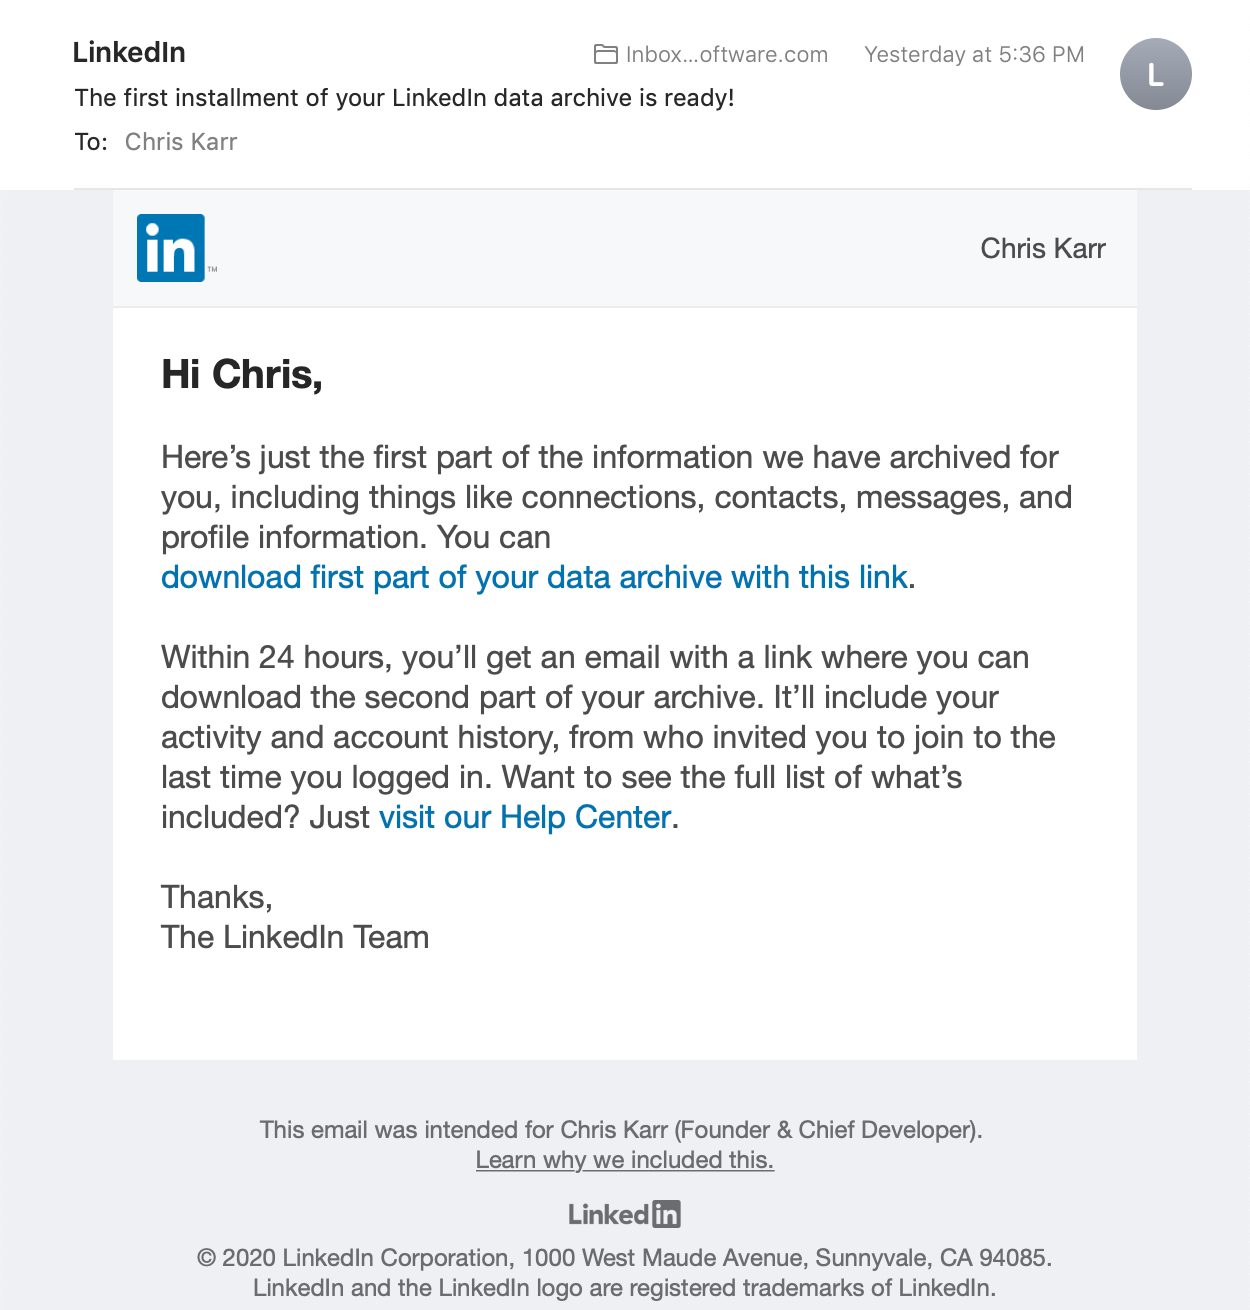 LinkedIn
Inbox...oftware.com
Yesterday at 5:36 PM
L
The first installment of your LinkedIn data archive is ready!
To: Chris Karr
in™
Chris Karr
Hi Chris,
Here’s just the first part of the information we have archived for
you, including things like connections, contacts, messages, and
profile information. You can
download first part of your data archive with this link.
Within 24 hours, you’ll get an email with a link where you can
download the second part of your archive. It’ll include your
activity and account history, from who invited you to join to the
last time you logged in. Want to see the full list of what’s
included? Just visit our Help Center.
Thanks,
The LinkedIn Team
This email was intended for Chris Karr (Founder & Chief Developer).
Learn why we included this.
Linkedin
© 2020 LinkedIn Corporation, 1000 West Maude Avenue, Sunnyvale, CA 94085.
LinkedIn and the LinkedIn logo are registered trademarks of LinkedIn.